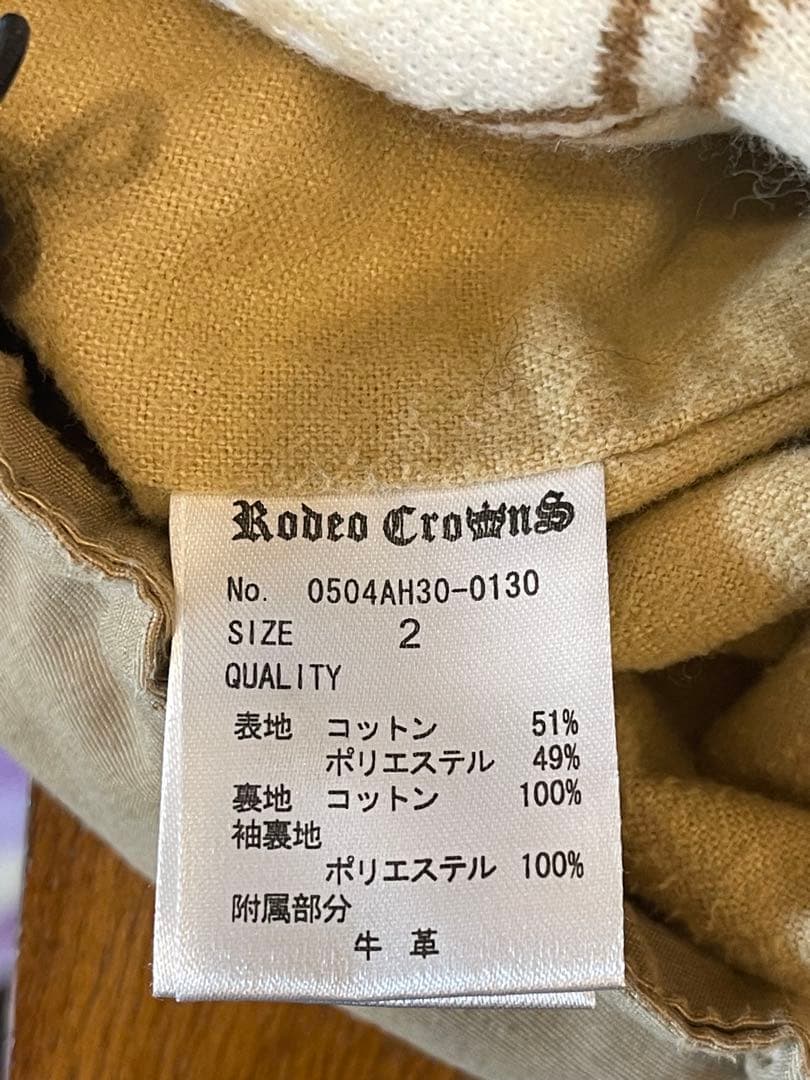 Rodeo Crowns
No. 0504AH30-0130
SIZE 2
QUALITY
表地 コットン 51%
ポリエステル 49%
裏地 コットン 100%
袖裏地
ポリエステル 100%
附属部分
牛 革